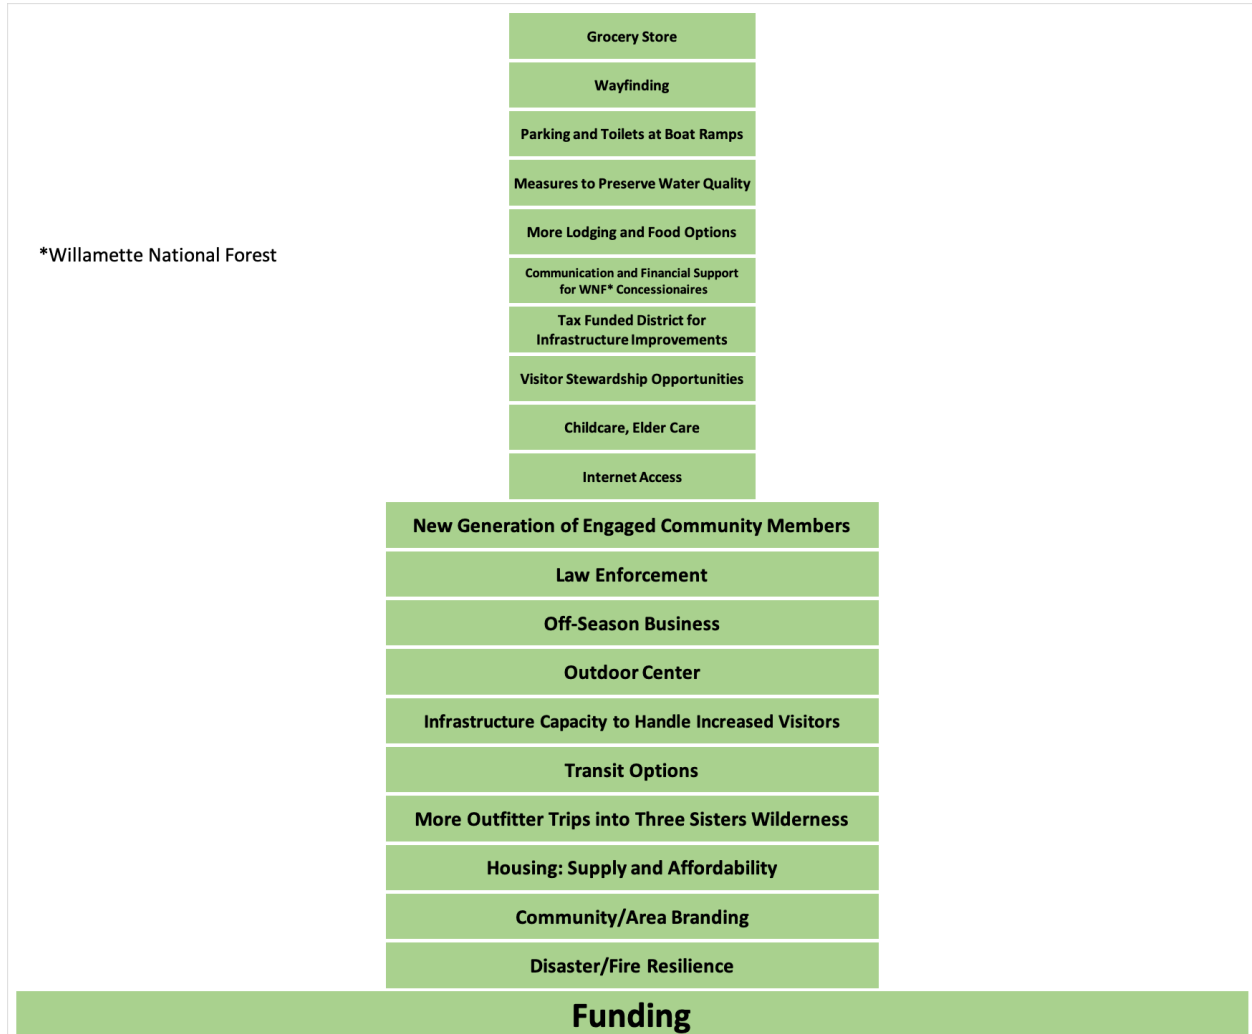 Grocery Store
Wayfinding
Parking and Toilets at Boat Ramps
Measures to Preserve Water Quality
More Lodging and Food Options
*Willamette National Forest
Communication and Financial Support
for WNF* Concessionaires
Tax Funded District for
Infrastructure Improvements
Visitor Stewardship Opportunities
Childcare, Elder Care
Internet Access
New Generation of Engaged Community Members
Law Enforcement
Off-Season Business
Outdoor Center
Infrastructure Capacity to Handle Increased Visitors
Transit Options
More Outfitter Trips into Three Sisters Wilderness
Housing: Supply and Affordability
Community/Area Branding
Disaster/Fire Resilience
Funding